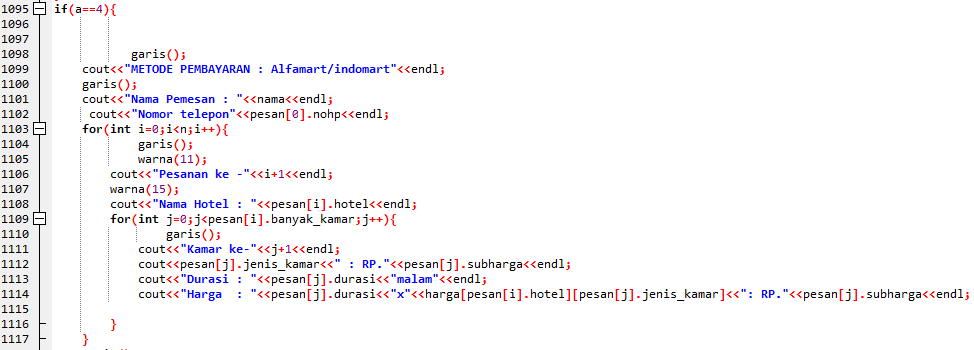 1095 if(a==4){
1096
1097
1098 garis();
1099 cout<<"METODE PEMBAYARAN : Alfamart/indomart"<<endl;
1100 garis();
1101 cout<<"Nama Pemesan : "<<nama<<endl;
1102 cout<<"Nomor telepon"<<pesan[0].nohp<<endl;
1103 for(int i=0;i<n;i++){
1104 garis();
1105 warna(11);
1106 cout<<"Pesanan ke -"<<i+1<<endl;
1107 warna(15);
1108 cout<<"Nama Hotel : "<<pesan[i].hotel<<endl;
1109 for(int j=0;j<pesan[i].banyak_kamar;j++){
1110 garis();
1111 cout<<"Kamar ke-"<<j+1<<endl;
1112 cout<<pesan[j].jenis_kamar<<" : RP."<<pesan[j].subharga<<endl;
1113 cout<<"Durasi : "<<pesan[j].durasi<<"malam"<<endl;
1114 cout<<"Harga  : "<<pesan[j].durasi<<"x"<<harga[pesan[i].hotel][pesan[j].jenis_kamar]<<": RP."<<pesan[j].subharga<<endl;
1115
1116 }
1117 }